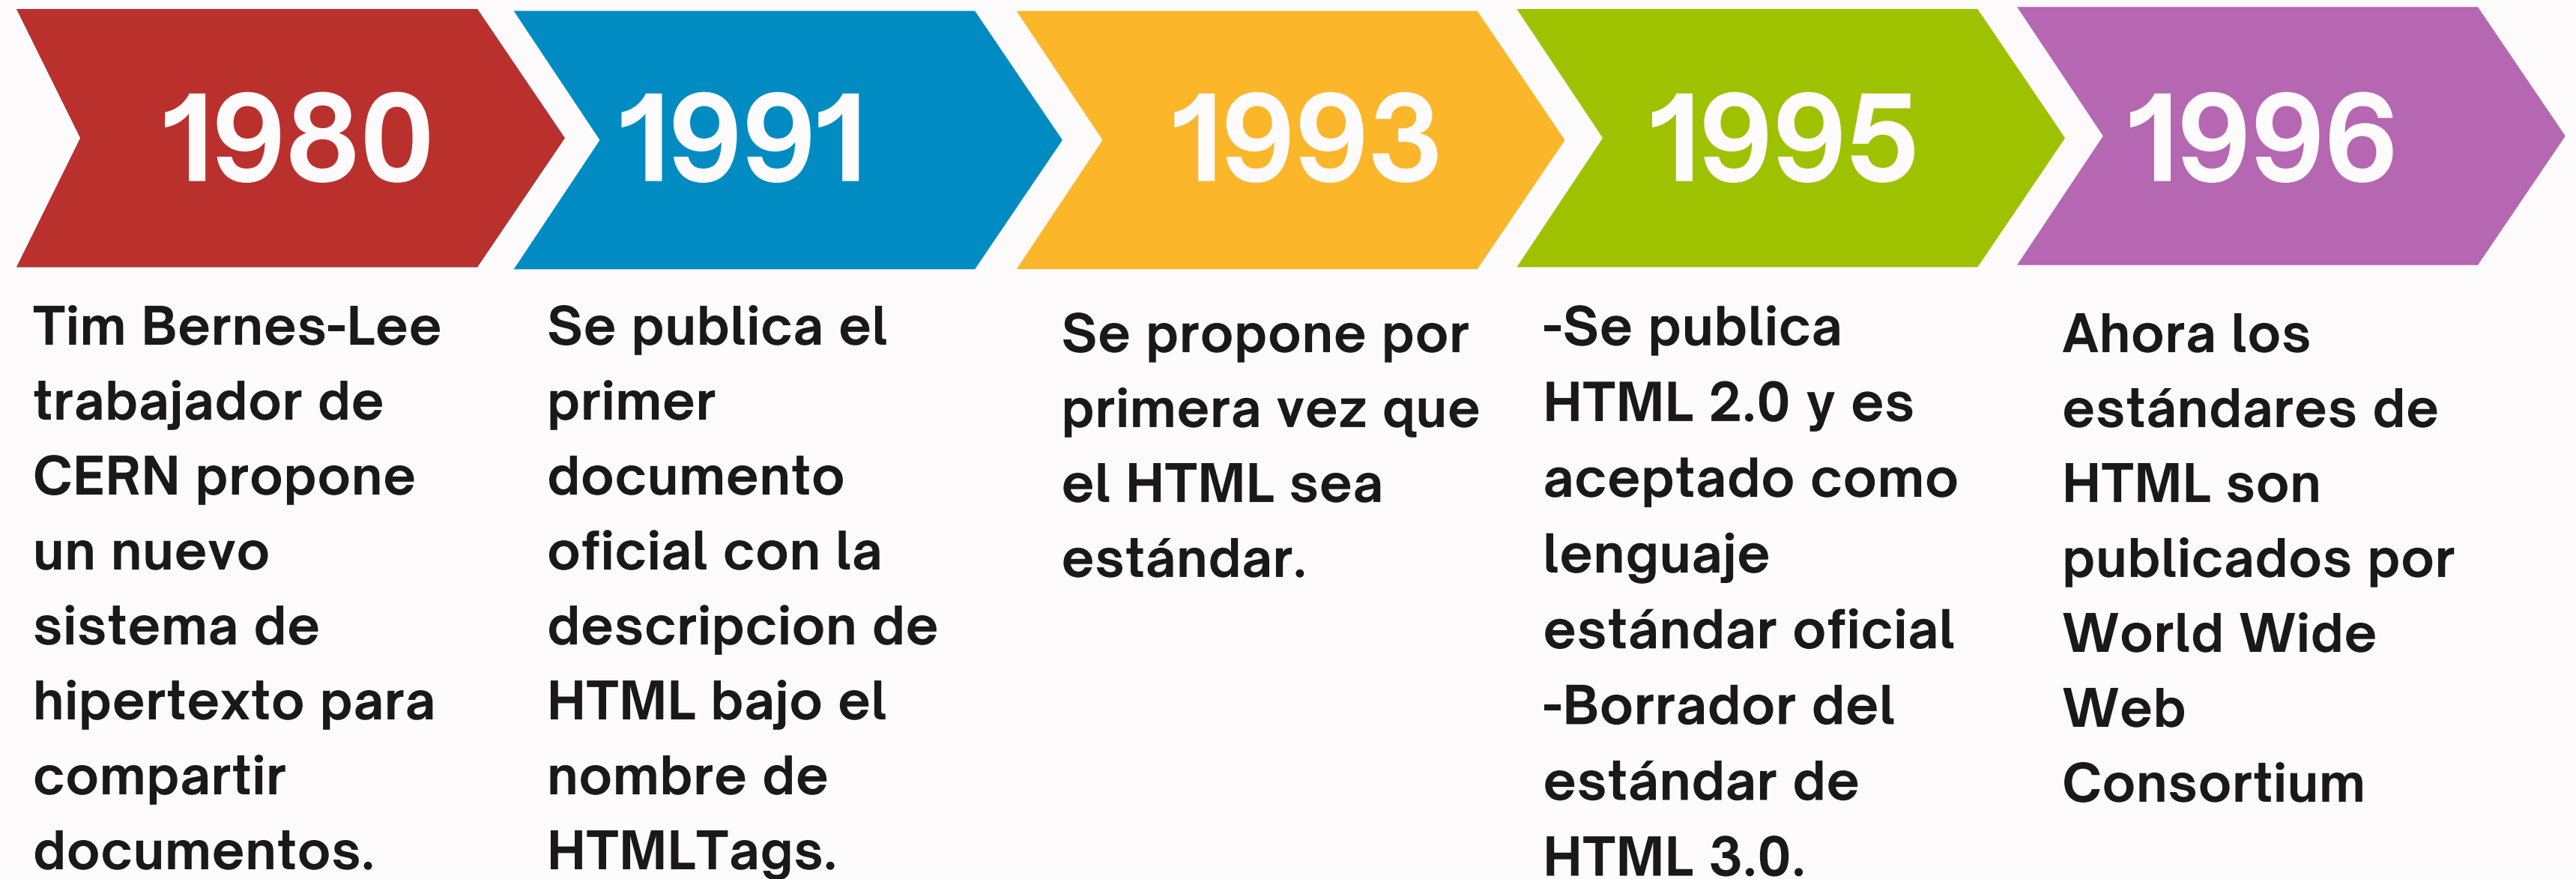 1980
Tim Bernes-Lee
trabajador de
CERN propone
un nuevo
sistema de
hipertexto para
compartir
documentos.
1991
Se publica el
primer
documento
oficial con la
descripcion de
HTML bajo el
nombre de
HTMLTags.
1993
Se propone por
primera vez que
el HTML sea
estándar.
1995
-Se publica
HTML 2.0 y es
aceptado como
lenguaje
estándar oficial
-Borrador del
estándar de
HTML 3.0.
1996
Ahora los
estándares de
HTML son
publicados por
World Wide
Web
Consortium